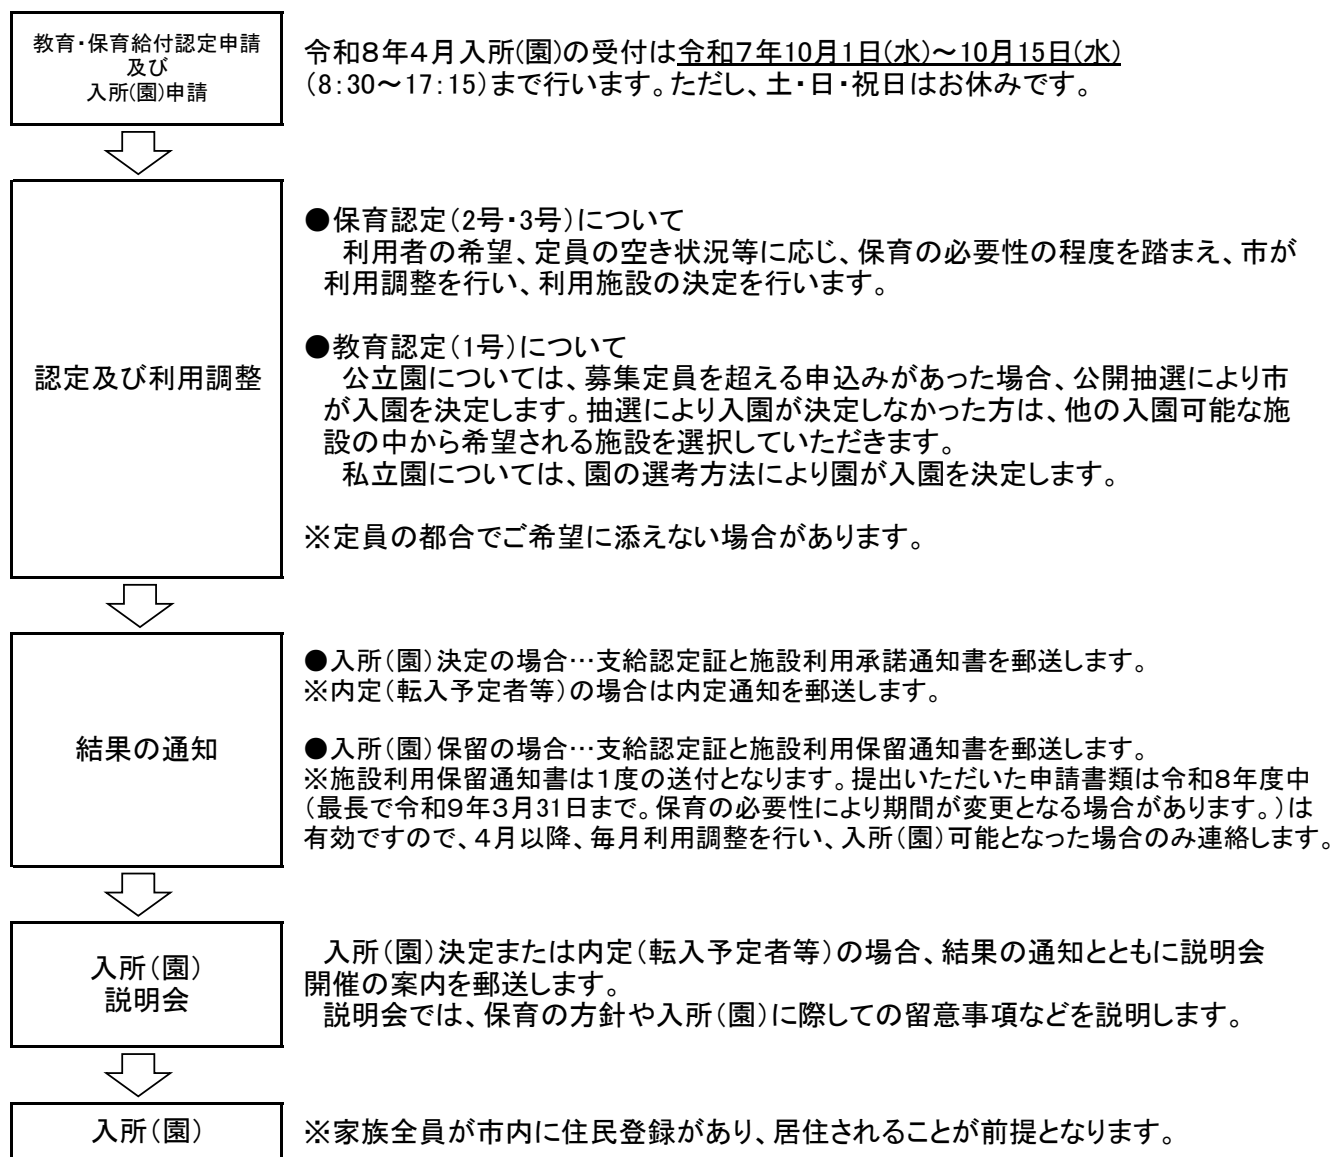 教育・保育給付認定申請
及び
入所(園)申請
令和８年４月入所(園)の受付は令和７年10月1日(水)～10月15日(水)
(8:30～17:15)まで行います。ただし、土・日・祝日はお休みです。
認定及び利用調整
●保育認定(2号・3号)について
利用者の希望、定員の空き状況等に応じ、保育の必要性の程度を踏まえ、市が
利用調整を行い、利用施設の決定を行います。
●教育認定(1号)について
公立園については、募集定員を超える申込みがあった場合、公開抽選により市
が入園を決定します。抽選により入園が決定しなかった方は、他の入園可能な施
設の中から希望される施設を選択していただきます。
私立園については、園の選考方法により園が入園を決定します。
※定員の都合でご希望に添えない場合があります。
結果の通知
●入所(園)決定の場合…支給認定証と施設利用承諾通知書を郵送します。
※内定(転入予定者等)の場合は内定通知を郵送します。
●入所(園)保留の場合…支給認定証と施設利用保留通知書を郵送します。
※施設利用保留通知書は１度の送付となります。提出いただいた申請書類は令和８年度中
(最長で令和９年３月31日まで。保育の必要性により期間が変更となる場合があります。)は
有効ですので、４月以降、毎月利用調整を行い、入所(園)可能となった場合のみ連絡します。
入所(園)
説明会
入所(園)決定または内定(転入予定者等)の場合、結果の通知とともに説明会
開催の案内を郵送します。
説明会では、保育の方針や入所(園)に際しての留意事項などを説明します。
入所(園)
※家族全員が市内に住民登録があり、居住されることが前提となります。